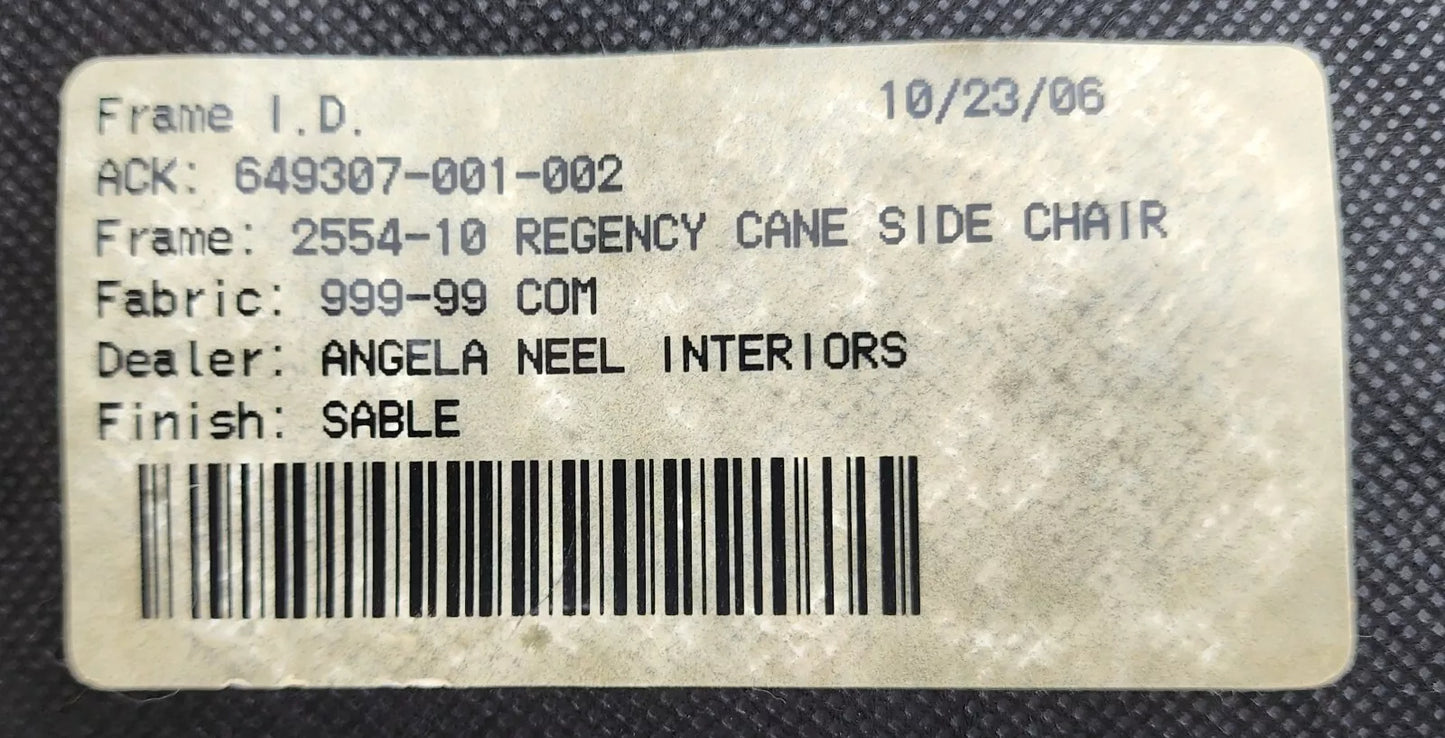 Frame I.D. 10/23/06
ACK: 649307-001-002
Frame: 2554-10 REGENCY CANE SIDE CHAIR
Fabric: 999-99 COM
Dealer: ANGELA NEEL INTERIORS
Finish: SABLE